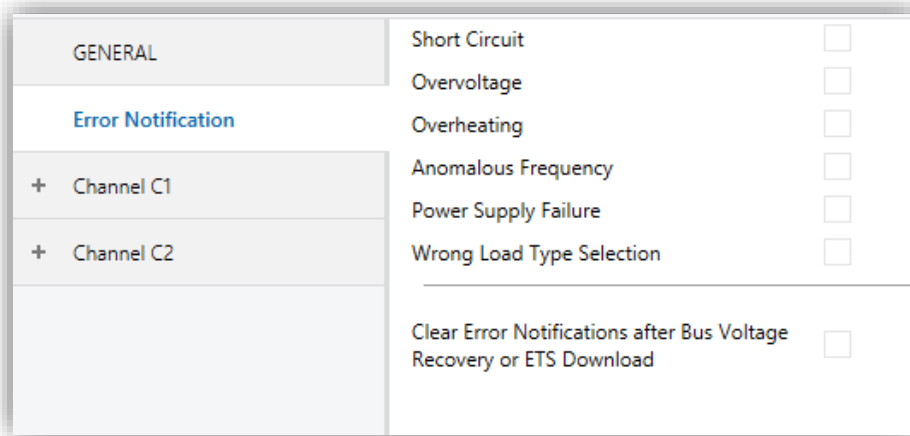 GENERAL
Error Notification
+ Channel C1
+ Channel C2
Short Circuit
Overvoltage
Overheating
Anomalous Frequency
Power Supply Failure
Wrong Load Type Selection
Clear Error Notifications after Bus Voltage
Recovery or ETS Download